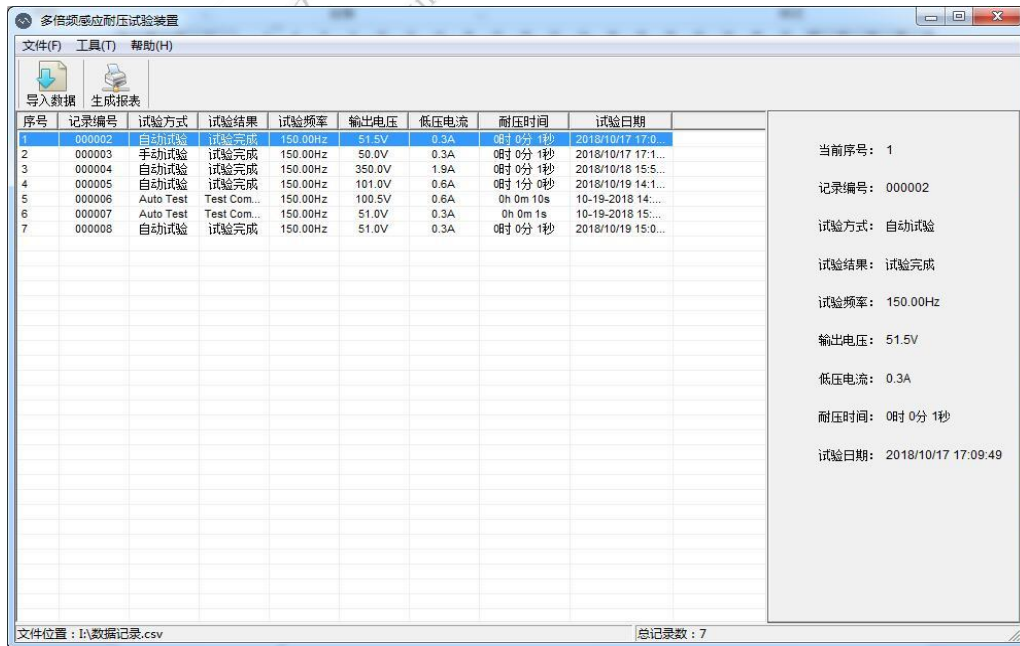 多倍频感应耐压试验装置
文件(F) 工具(T) 帮助(H)
导入数据 生成报表
序号 记录编号 试验方式 试验结果 试验频率 输出电压 低压电流 耐压时间 试验日期
1 000002 自动试验 试验完成 150.00Hz 51.5V 0.3A 0时 0分 1秒 2018/10/17 17:0...
2 000003 手动试验 试验完成 150.00Hz 50.0V 0.3A 0时 0分 1秒 2018/10/17 17:1...
3 000004 自动试验 试验完成 150.00Hz 350.0V 1.9A 0时 0分 1秒 2018/10/18 15:5...
4 000005 自动试验 试验完成 150.00Hz 101.0V 0.6A 0时 1分 0秒 2018/10/19 14:1...
5 000006 Auto Test Test Com... 150.00Hz 100.5V 0.6A 0h 0m 10s 10-19-2018 14:...
6 000007 Auto Test Test Com... 150.00Hz 51.0V 0.3A 0h 0m 1s 10-19-2018 15:...
7 000008 自动试验 试验完成 150.00Hz 51.0V 0.3A 0时 0分 1秒 2018/10/19 15:0...
当前序号： 1
记录编号： 000002
试验方式： 自动试验
试验结果： 试验完成
试验频率： 150.00Hz
输出电压： 51.5V
低压电流： 0.3A
耐压时间： 0时 0分 1秒
试验日期： 2018/10/17 17:09:49
文件位置：I:\数据记录.csv 总记录数：7